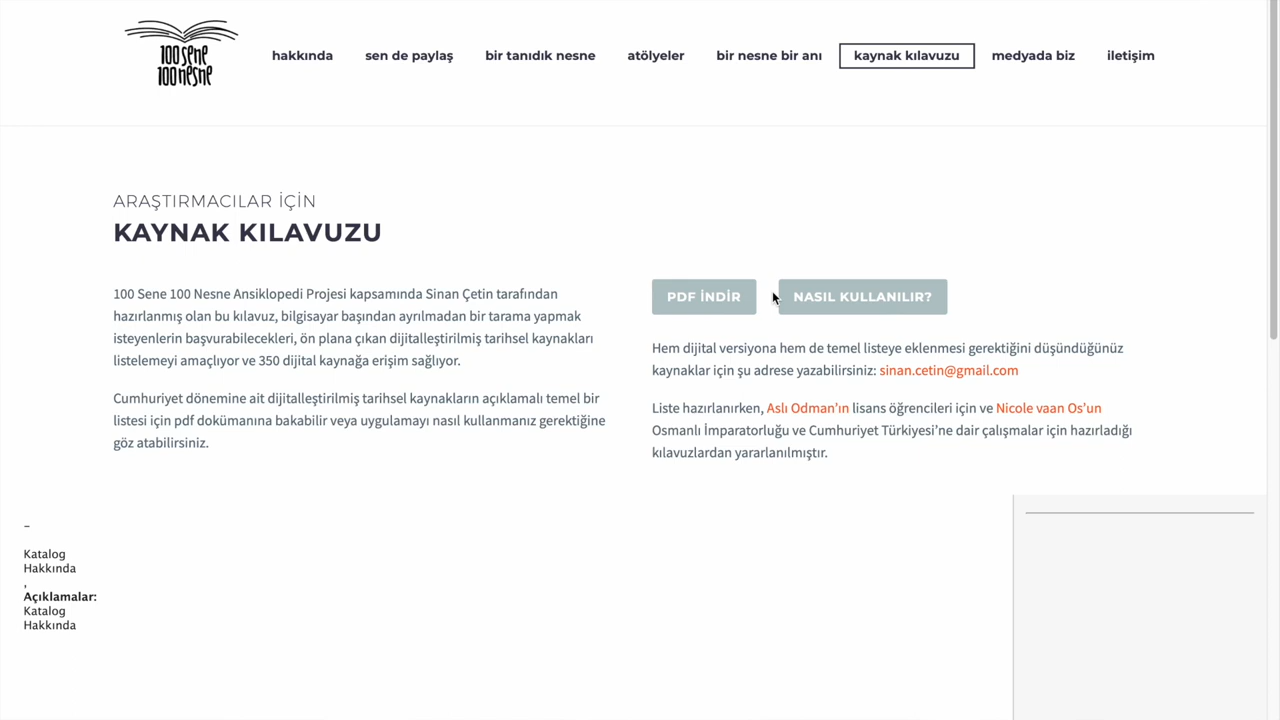 100 sene
100 nesne
hakkında
sen de paylaş
bir tanıdık nesne
atölyeler
bir nesne bir anı
kaynak kılavuzu
medyada biz
iletişim
ARAŞTIRMACILAR İÇİN
KAYNAK KILAVUZU
100 Sene 100 Nesne Ansiklopedi Projesi kapsamında Sinan Çetin tarafından
hazırlanmış olan bu kılavuz, bilgisayar başından ayrılmadan bir tarama yapmak
isteyenlerin başvurabilecekleri, ön plana çıkan dijitalleştirilmiş tarihsel kaynakları
listelemeyi amaçlıyor ve 350 dijital kaynağa erişim sağlıyor.
Cumhuriyet dönemine ait dijitalleştirilmiş tarihsel kaynakların açıklamalı temel bir
listesi için pdf dokümanına bakabilir veya uygulamayı nasıl kullanmanız gerektiğine
göz atabilirsiniz.
PDF İNDİR
NASIL KULLANILIR?
Hem dijital versiyona hem de temel listeye eklenmesi gerektiğini düşündüğünüz
kaynaklar için şu adrese yazabilirsiniz: sinan.cetin@gmail.com
Liste hazırlanırken, Aslı Odman’ın lisans öğrencileri için ve Nicole vaan Os’un
Osmanlı İmparatorluğu ve Cumhuriyet Türkiyesi’ne dair çalışmalar için hazırladığı
kılavuzlardan yararlanılmıştır.
–
Katalog
Hakkında
,
Açıklamalar:
Katalog
Hakkında